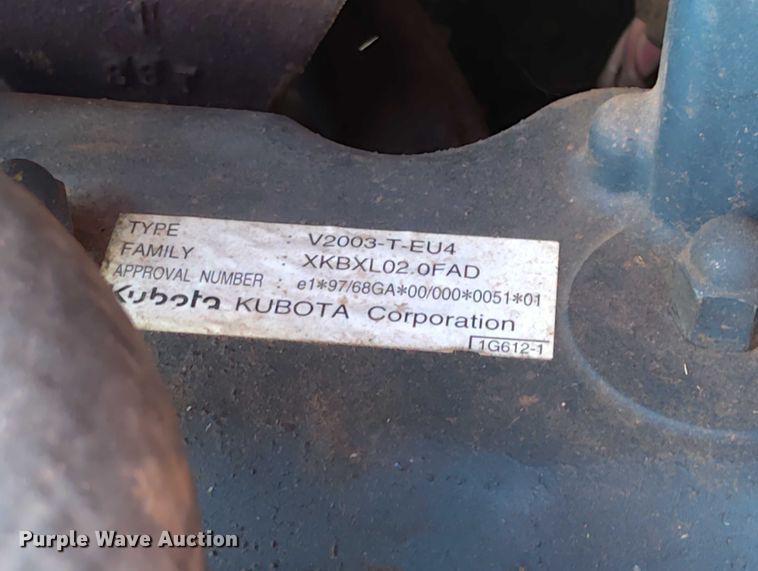 TYPE : V2003-T-EU4
FAMILY : XKBXL02.0FAD
APPROVAL NUMBER : e1*97/68GA*00/000*0051*01
Kubota KUBOTA Corporation
1G612-1
Purple Wave Auction